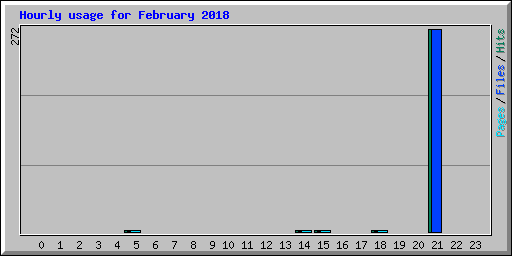 Hourly usage for February 2018
272
Pages/Files/Hits
0 1 2 3 4 5 6 7 8 9 10 11 12 13 14 15 16 17 18 19 20 21 22 23